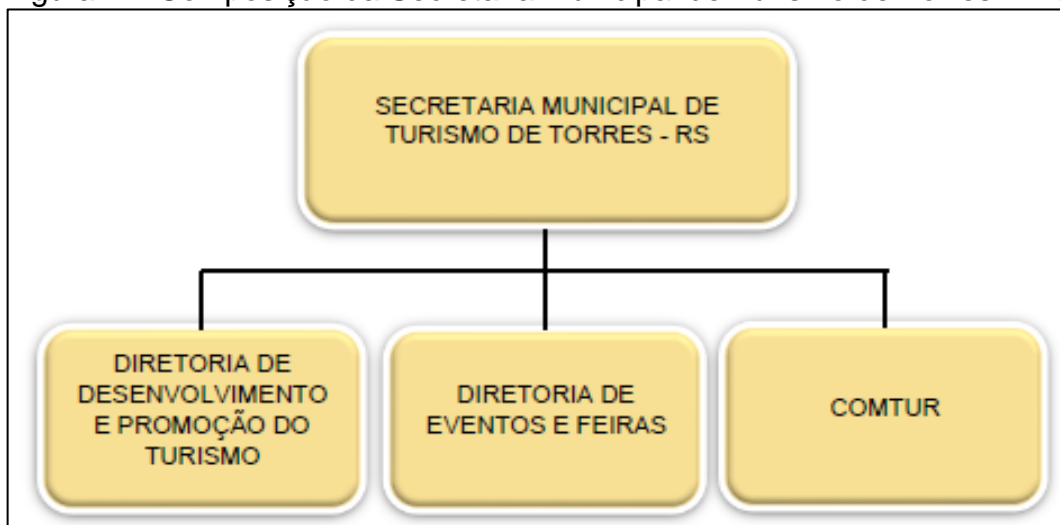 SECRETARIA MUNICIPAL DE
TURISMO DE TORRES - RS
DIRETORIA DE
DESENVOLVIMENTO
E PROMOÇÃO DO
TURISMO
DIRETORIA DE
EVENTOS E FEIRAS
COMTUR